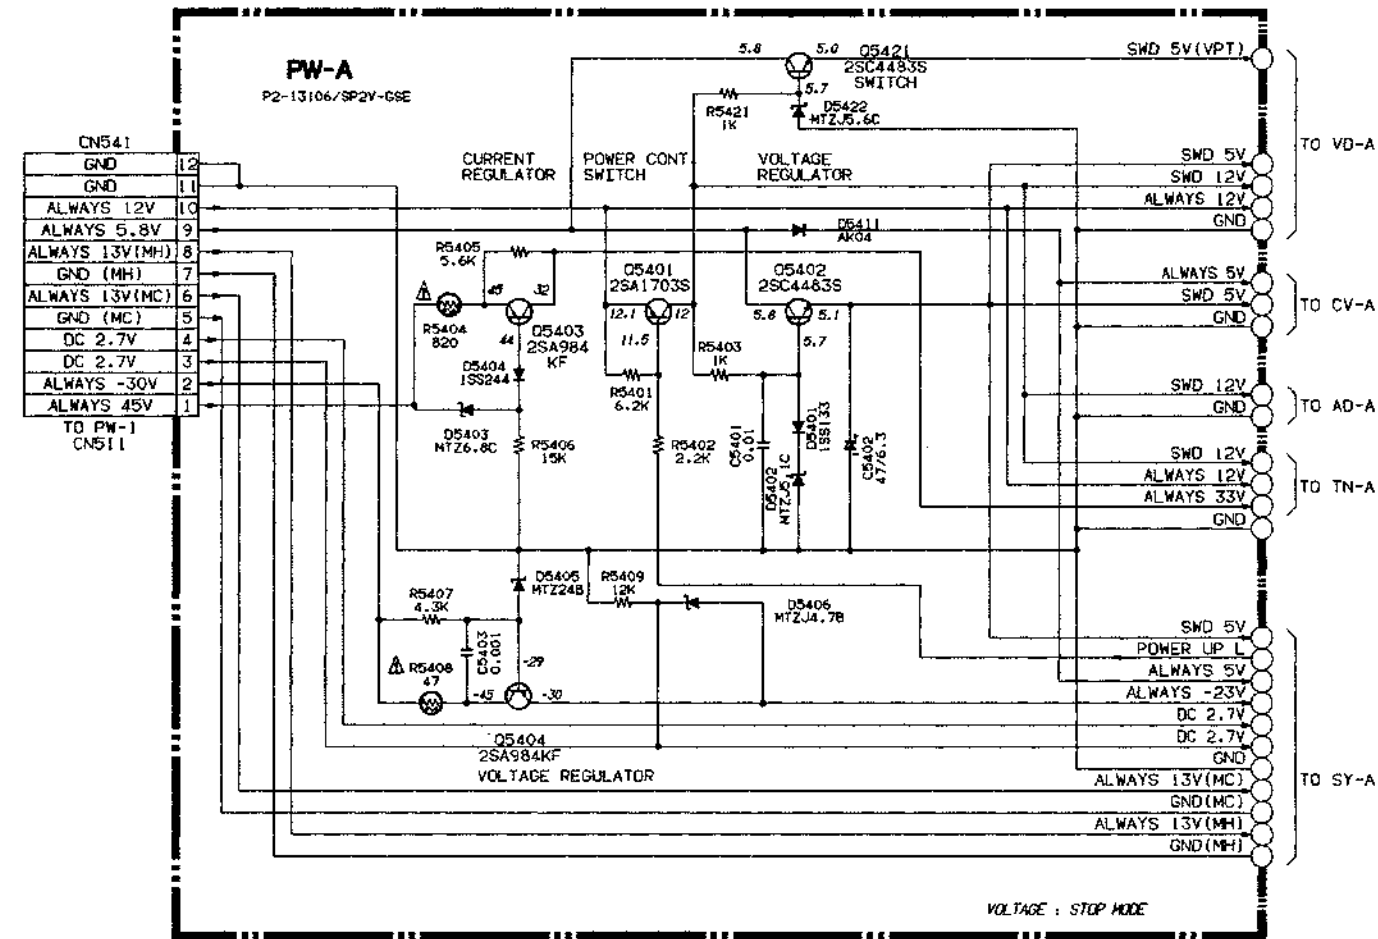 PW-A
P2-13106/SP2V-GSE
CN541
GND 12
GND 11
ALWAYS 12V 10
ALWAYS 5.8V 9
ALWAYS 13V(MH) 8
GND (MH) 7
ALWAYS 13V(MC) 6
GND (MC) 5
DC 2.7V 4
DC 2.7V 3
ALWAYS -30V 2
ALWAYS 45V 1
TO PW-1
CN511
5.8
5.0
Q5421
2SC4483S
SWITCH
5.7
R5421
1K
D5422
MTZJ5.6C
CURRENT
REGULATOR
POWER CONT
SWITCH
VOLTAGE
REGULATOR
D5411
AK04
R5405
5.6K
45
32
R5404
820
Q5403
2SA984
KF
44
D5404
1SS244
D5403
MTZ6.8C
R5406
15K
Q5401
2SA1703S
12.1
12
11.5
R5401
6.2K
R5402
2.2K
R5403
1K
Q5402
2SC4483S
5.8
5.1
5.7
C5401
0.01
D5402
MTZJ5.1C
D5401
1SS133
C5402
47/6.3
D5405
MTZ24B
R5409
12K
D5406
MTZJ4.7B
R5407
4.3K
C5403
0.001
R5408
47
-29
-45
-30
Q5404
2SA984KF
VOLTAGE REGULATOR
SWD 5V(VPT)
SWD 5V
SWD 12V
ALWAYS 12V
GND
TO VD-A
ALWAYS 5V
SWD 5V
GND
TO CV-A
SWD 12V
GND
TO AD-A
SWD 12V
ALWAYS 12V
ALWAYS 33V
GND
TO TN-A
SWD 5V
POWER UP L
ALWAYS 5V
ALWAYS -23V
DC 2.7V
DC 2.7V
GND
ALWAYS 13V(MC)
GND(MC)
ALWAYS 13V(MH)
GND(MH)
TO SY-A
VOLTAGE : STOP MODE